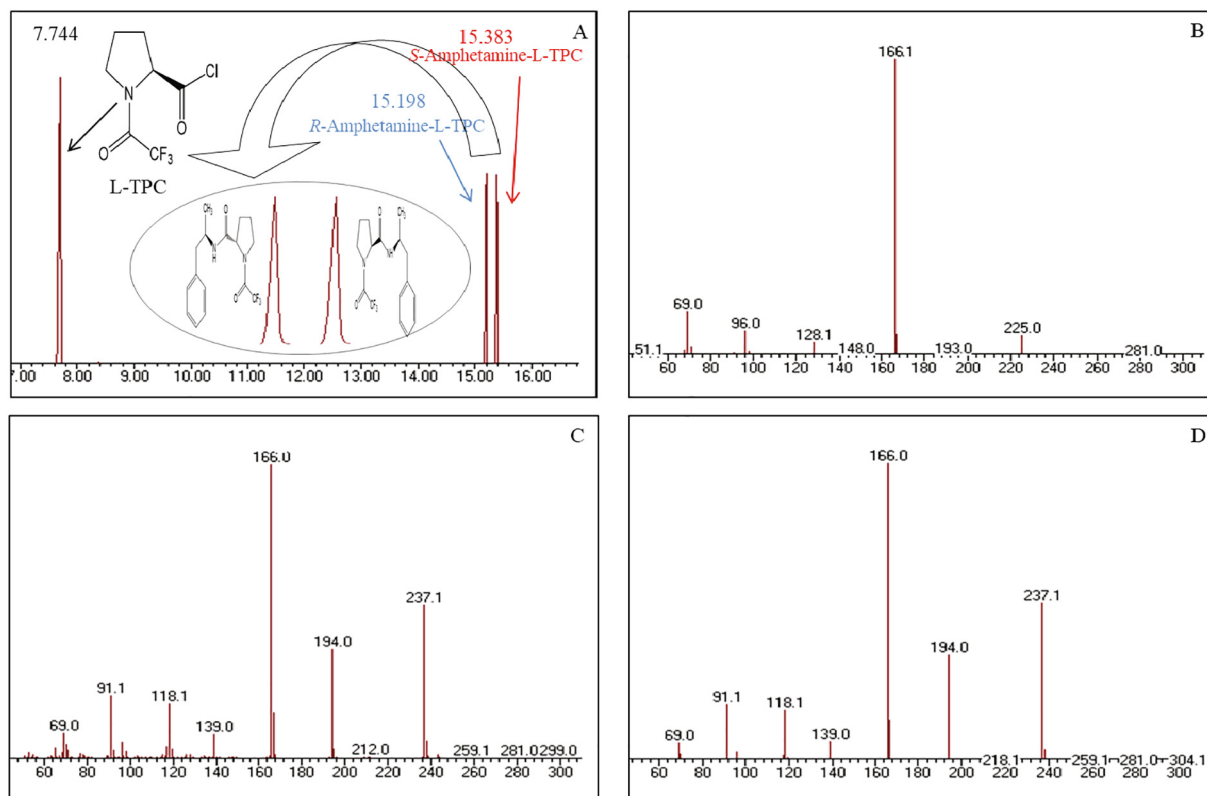 A
7.744
15.383
S-Amphetamine-L-TPC
15.198
R-Amphetamine-L-TPC
Cl
N
O
O
CF3
L-TPC
CH3
O
N
H
N
O
CF3
O
CH3
NH
N
O
CF3
7.00 8.00 9.00 10.00 11.00 12.00 13.00 14.00 15.00 16.00
B
166.1
69.0
96.0
128.1
225.0
51.1 148.0 193.0 281.0
60 80 100 120 140 160 180 200 220 240 260 280 300
C
166.0
237.1
194.0
91.1
118.1
69.0
139.0
212.0 259.1 281.0 299.0
60 80 100 120 140 160 180 200 220 240 260 280 300
D
166.0
237.1
194.0
91.1
118.1
69.0
139.0
218.1 259.1 281.0 304.1
60 80 100 120 140 160 180 200 220 240 260 280 300